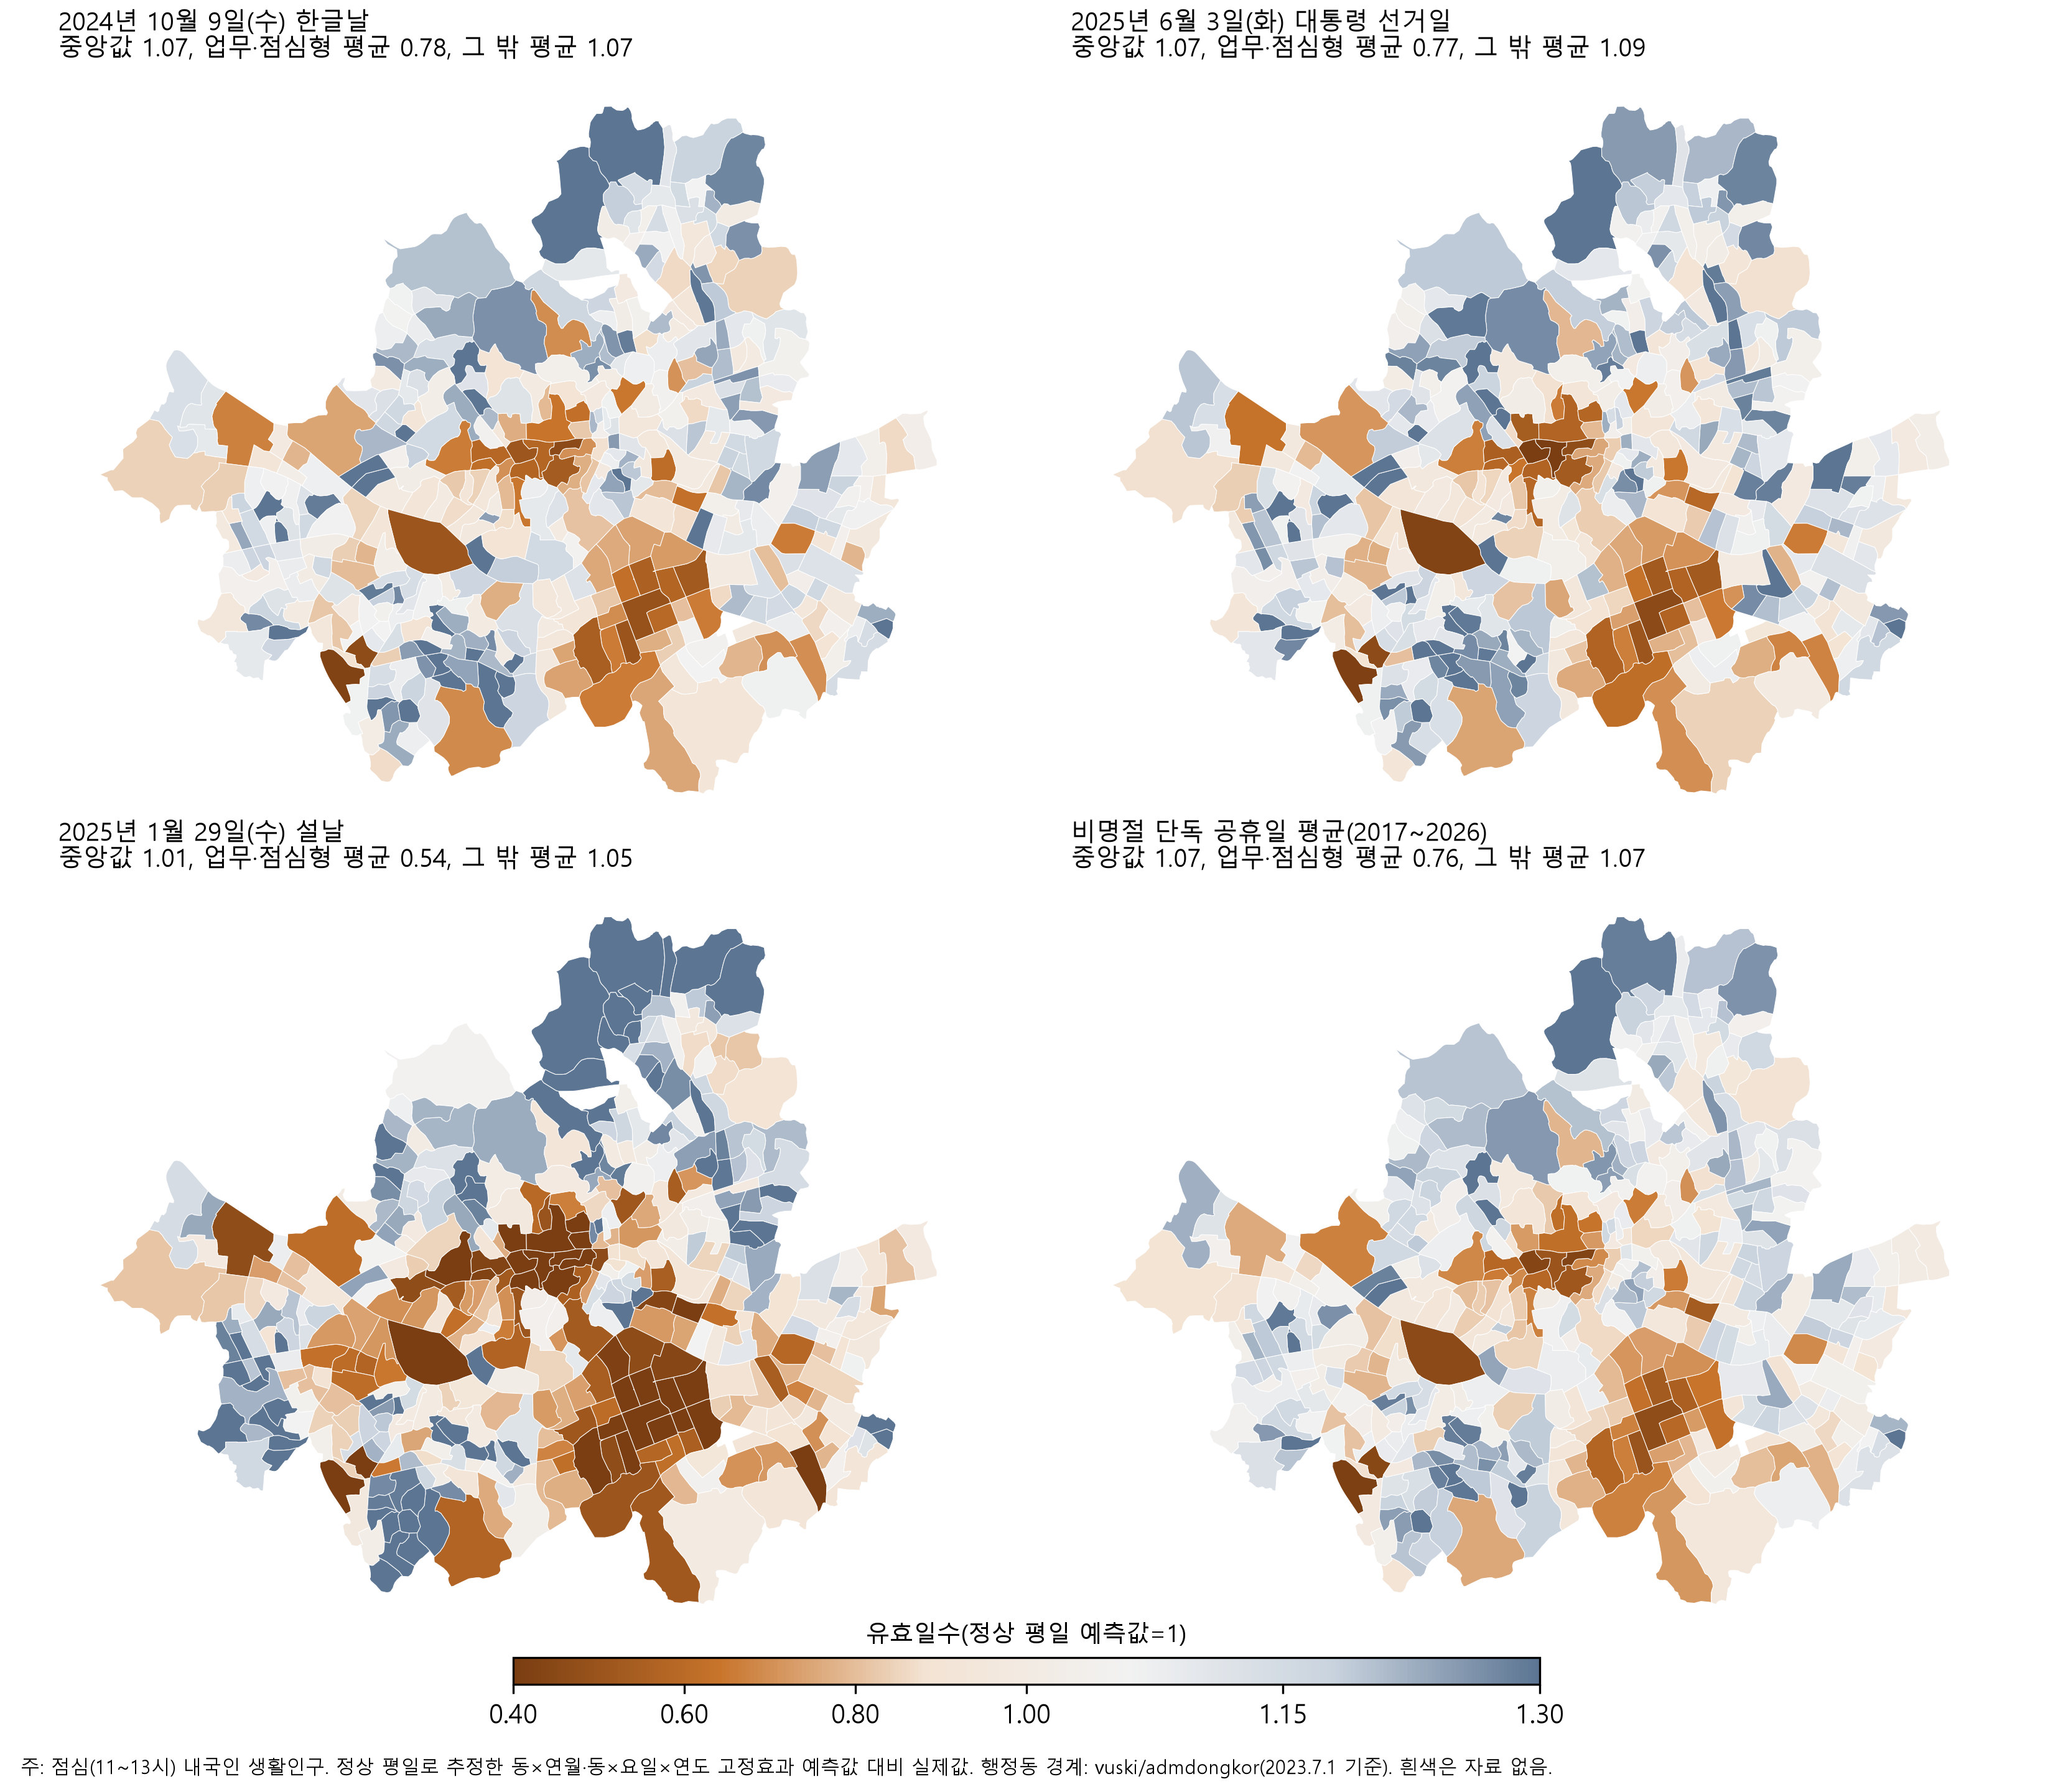 2024년 10월 9일(수) 한글날
중앙값 1.07, 업무·점심형 평균 0.78, 그 밖 평균 1.07
2025년 6월 3일(화) 대통령 선거일
중앙값 1.07, 업무·점심형 평균 0.77, 그 밖 평균 1.09
2025년 1월 29일(수) 설날
중앙값 1.01, 업무·점심형 평균 0.54, 그 밖 평균 1.05
비명절 단독 공휴일 평균(2017~2026)
중앙값 1.07, 업무·점심형 평균 0.76, 그 밖 평균 1.07
유효일수(정상 평일 예측값=1)
0.40 0.60 0.80 1.00 1.15 1.30
주: 점심(11~13시) 내국인 생활인구. 정상 평일로 추정한 동×연월·동×요일×연도 고정효과 예측값 대비 실제값. 행정동 경계: vuski/admdongkor(2023.7.1 기준). 흰색은 자료 없음.